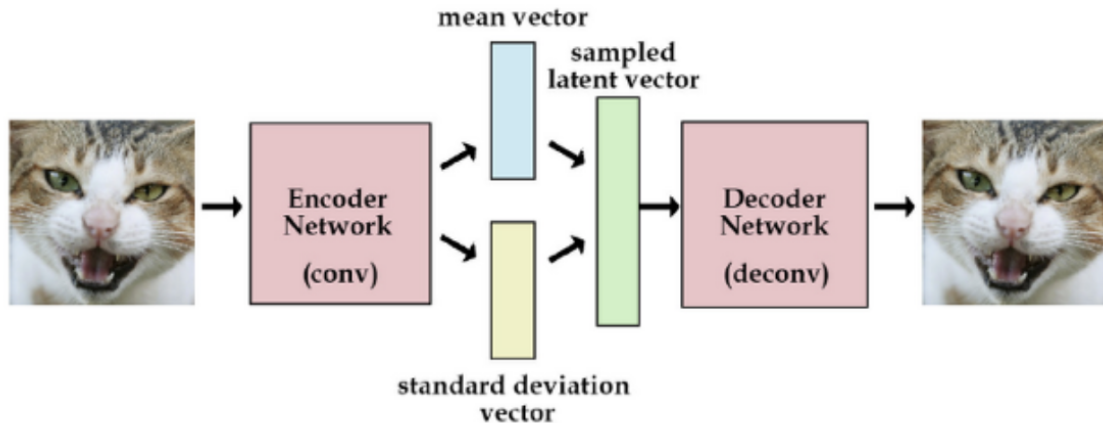 mean vector
sampled
latent vector
Encoder
Network
(conv)
Decoder
Network
(deconv)
standard deviation
vector